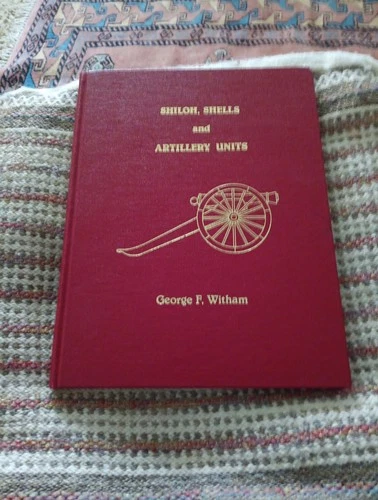 SHILOH, SHELLS
and
ARTILLERY UNITS
George F. Witham